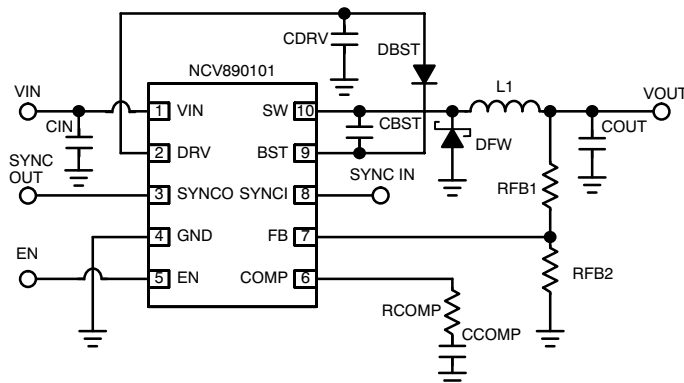 CDRV
DBST
NCV890101
L1
VIN
VOUT
1
VIN
SW
10
CIN
CBST
COUT
2
DRV
BST
9
DFW
SYNC
OUT
SYNC IN
3
SYNCO
SYNCI
8
RFB1
4
GND
FB
7
EN
5
EN
COMP
6
RFB2
RCOMP
CCOMP